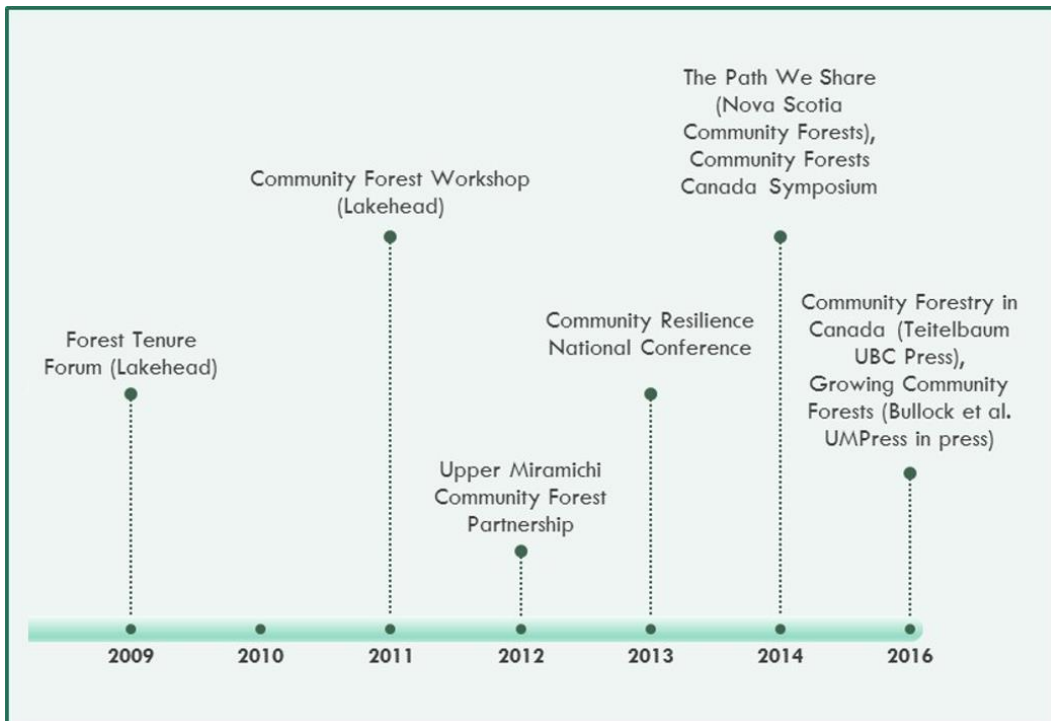 The Path We Share
(Nova Scotia
Community Forests),
Community Forests
Canada Symposium
Community Forest Workshop
(Lakehead)
Community Forestry in
Canada (Teitelbaum
UBC Press),
Growing Community
Forests (Bullock et al.
UMPress in press)
Community Resilience
National Conference
Forest Tenure
Forum (Lakehead)
Upper Miramichi
Community Forest
Partnership
2009 2010 2011 2012 2013 2014 2016